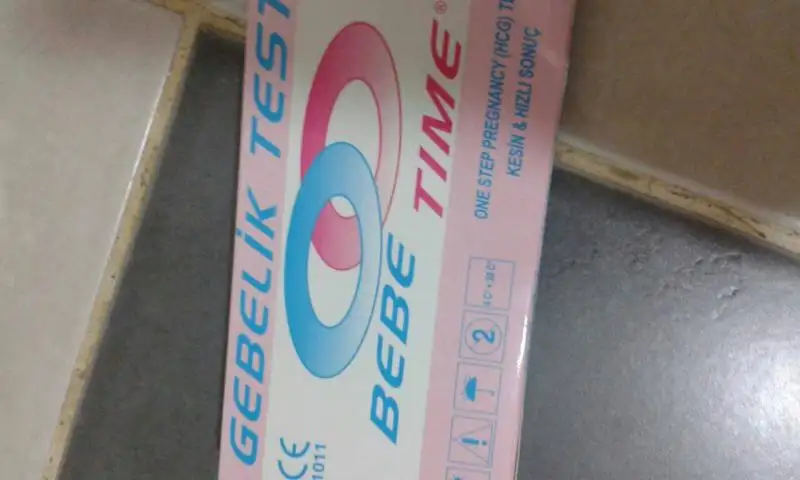 GEBELİK TEST
BEBE TIME®
ONE STEP PREGNANCY (HCG)
KESİN & HIZLI SONUÇ
2
CE
1011